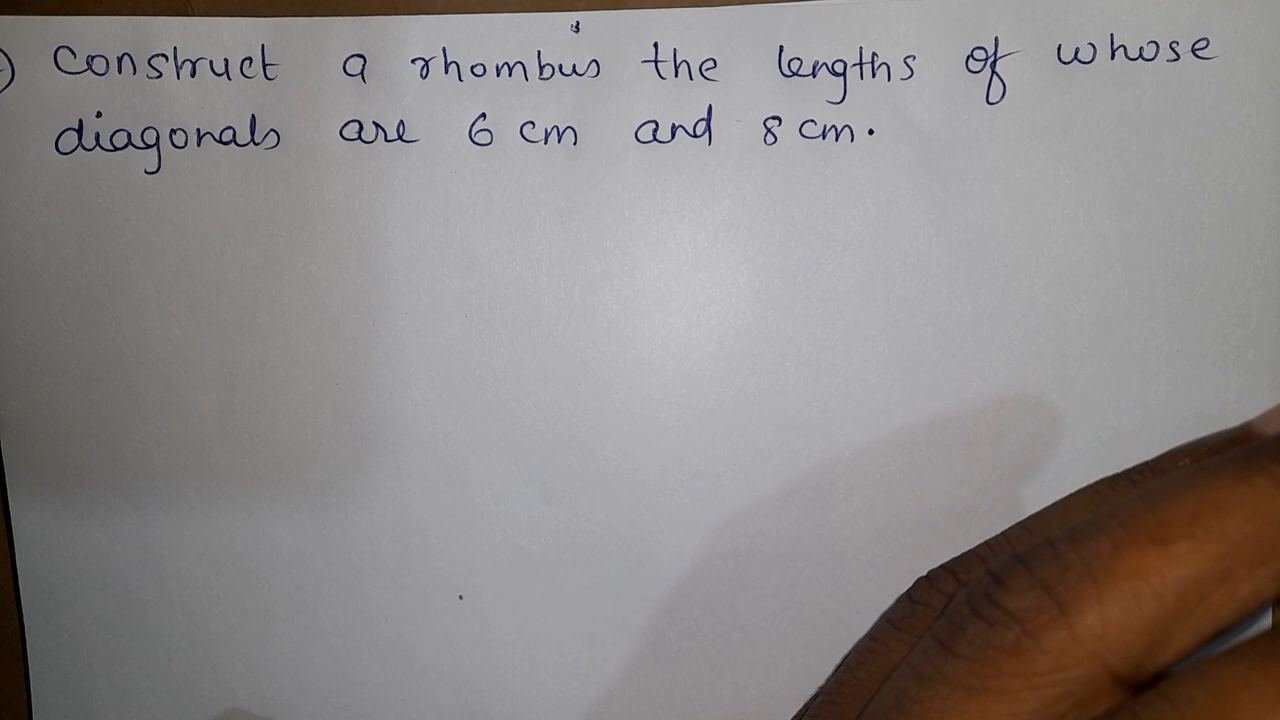 ) Construct a rhombus the lengths of whose
diagonals are 6 cm and 8 cm.